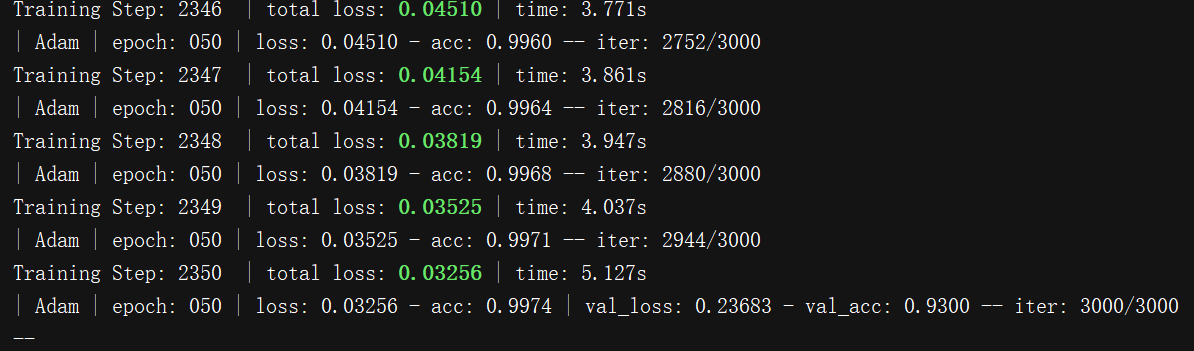 Training Step: 2346 | total loss: 0.04510 | time: 3.771s
| Adam | epoch: 050 | loss: 0.04510 - acc: 0.9960 -- iter: 2752/3000
Training Step: 2347 | total loss: 0.04154 | time: 3.861s
| Adam | epoch: 050 | loss: 0.04154 - acc: 0.9964 -- iter: 2816/3000
Training Step: 2348 | total loss: 0.03819 | time: 3.947s
| Adam | epoch: 050 | loss: 0.03819 - acc: 0.9968 -- iter: 2880/3000
Training Step: 2349 | total loss: 0.03525 | time: 4.037s
| Adam | epoch: 050 | loss: 0.03525 - acc: 0.9971 -- iter: 2944/3000
Training Step: 2350 | total loss: 0.03256 | time: 5.127s
| Adam | epoch: 050 | loss: 0.03256 - acc: 0.9974 | val_loss: 0.23683 - val_acc: 0.9300 -- iter: 3000/3000
--